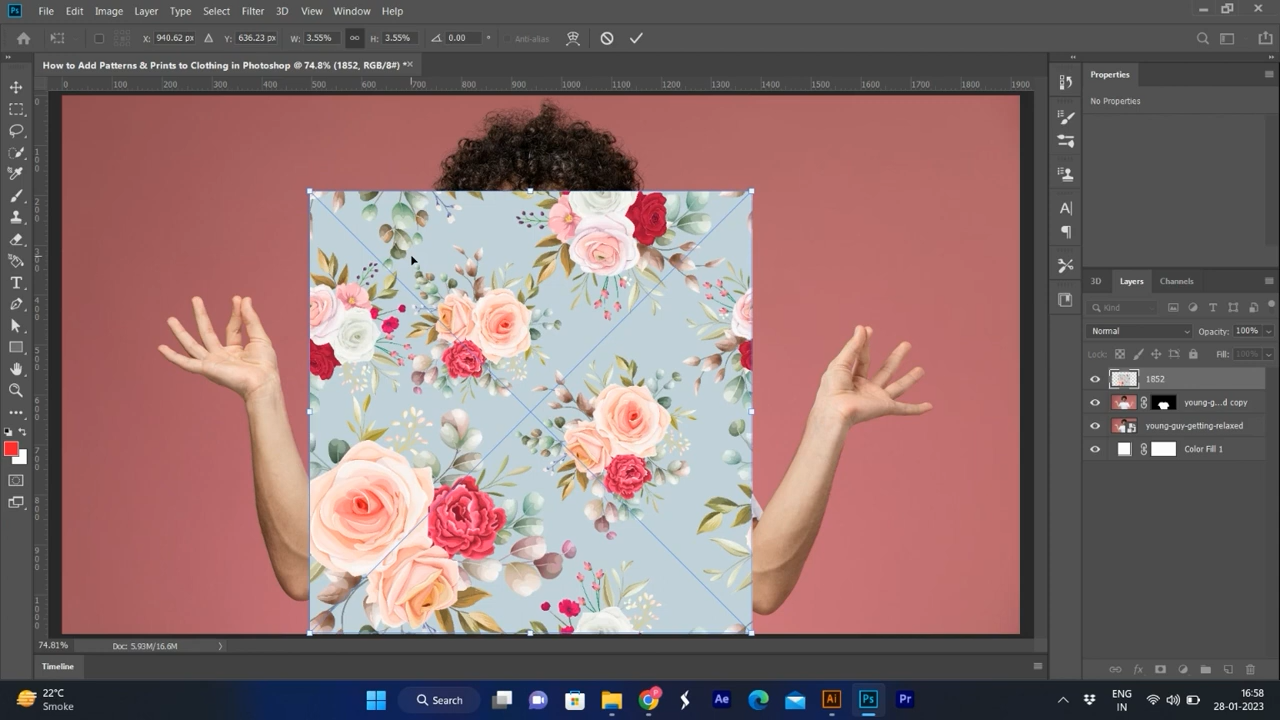 Ps File Edit Image Layer Type Select Filter 3D View Window Help
X: 940.62 px Y: 636.23 px W: 3.55% H: 3.55% 0.00 ° Anti-alias
How to Add Patterns & Prints to Clothing in Photoshop @ 74.8% (1852, RGB/8#) *
0 100 200 300 400 500 600 700 800 900 1000 1100 1200 1300 1400 1500 1600 1700 1800 1900
Properties
No Properties
3D Layers Channels
Kind
Normal Opacity: 100%
Lock: Fill: 100%
1852
young-g...d copy
young-guy-getting-relaxed
Color Fill 1
74.81% Doc: 5.93M/16.6M
Timeline
22°C
Smoke
Search
Ae Ai Ps Pr
ENG
IN
16:58
28-01-2023